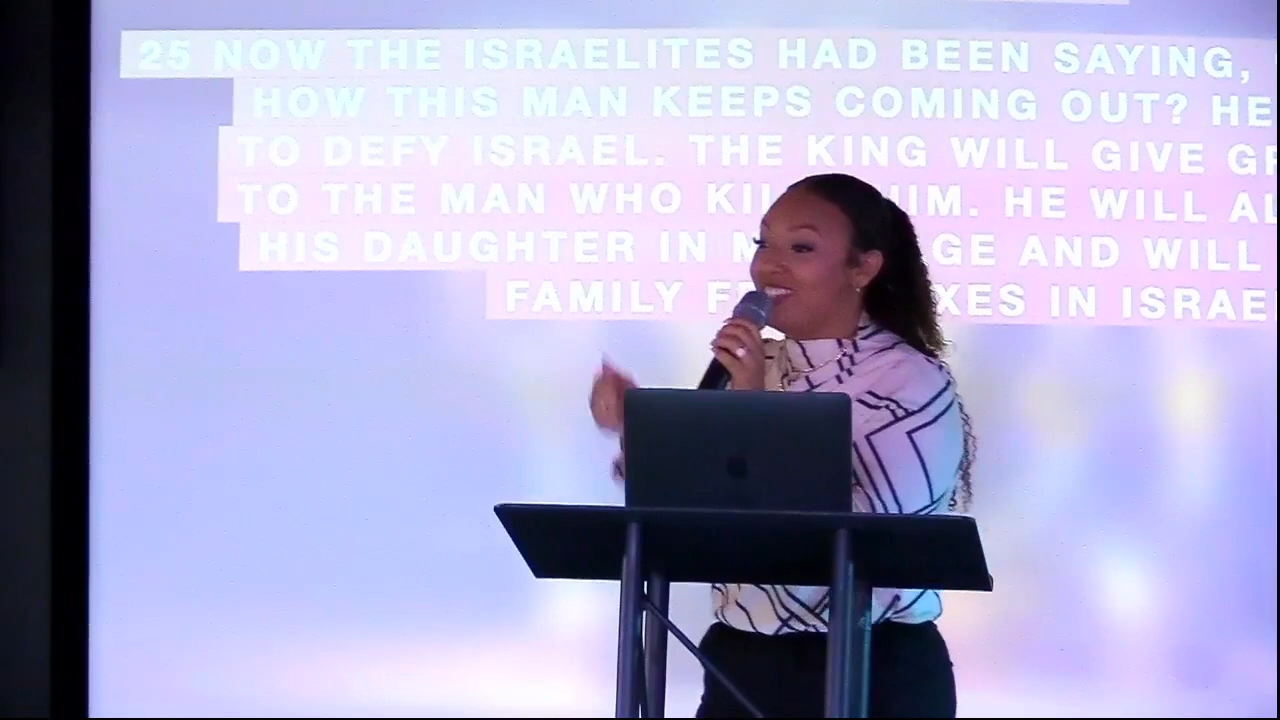 25 NOW THE ISRAELITES HAD BEEN SAYING,
HOW THIS MAN KEEPS COMING OUT? HE
TO DEFY ISRAEL. THE KING WILL GIVE
TO THE MAN WHO HIM. HE WILL
HIS DAUGHTER IN AND WILL
FAMILY IN